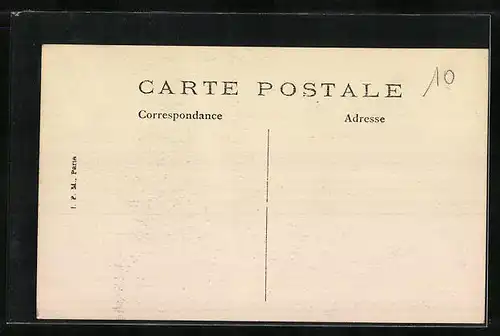 CARTE POSTALE
10
Correspondance
Adresse
I. P. M., Paris